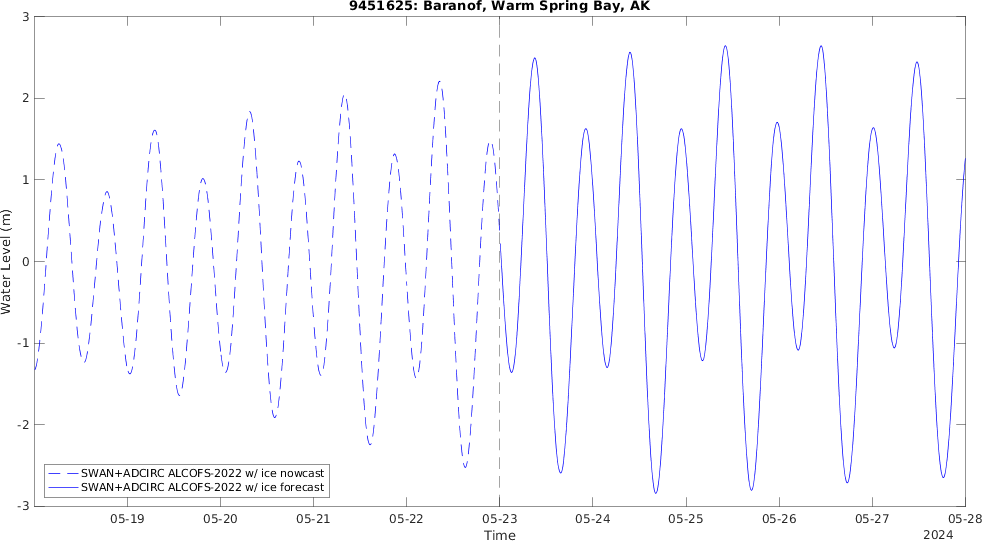 9451625: Baranof, Warm Spring Bay, AK
3
2
1
0
-1
-2
-3
Water Level (m)
SWAN+ADCIRC ALCOFS-2022 w/ ice nowcast
SWAN+ADCIRC ALCOFS-2022 w/ ice forecast
05-19 05-20 05-21 05-22 05-23 05-24 05-25 05-26 05-27 05-28
Time
2024